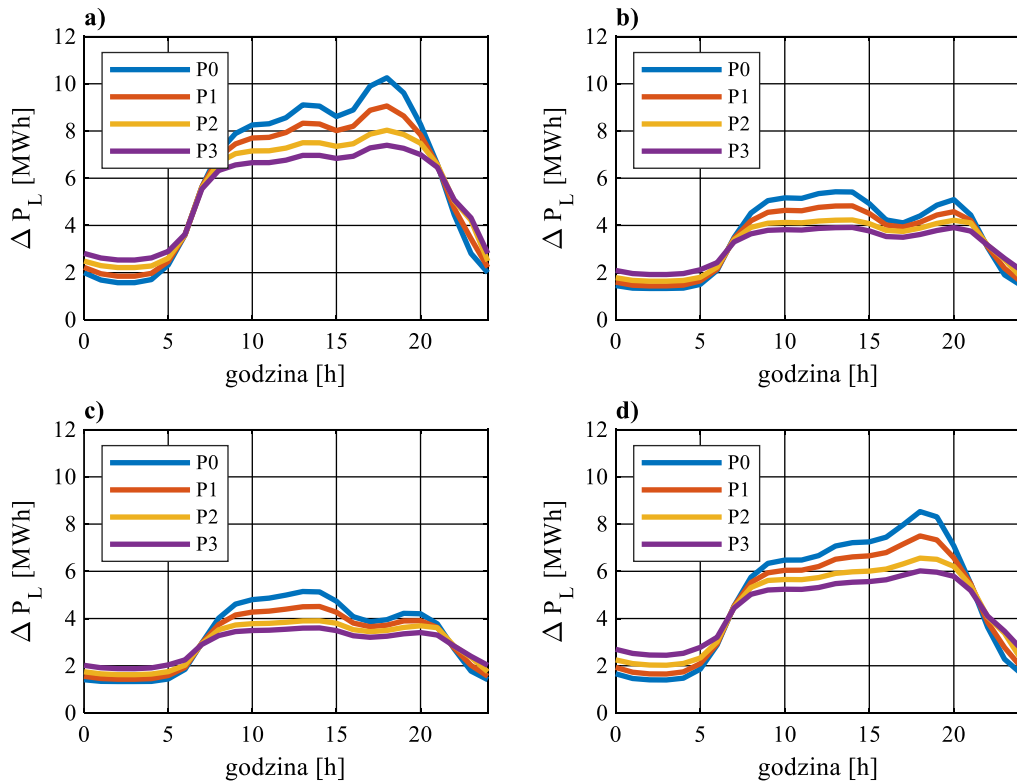 a)
12
10
8
6
4
2
0
Δ P_L [MWh]
P0
P1
P2
P3
0 5 10 15 20
godzina [h]
b)
12
10
8
6
4
2
0
Δ P_L [MWh]
P0
P1
P2
P3
0 5 10 15 20
godzina [h]
c)
12
10
8
6
4
2
0
Δ P_L [MWh]
P0
P1
P2
P3
0 5 10 15 20
godzina [h]
d)
12
10
8
6
4
2
0
Δ P_L [MWh]
P0
P1
P2
P3
0 5 10 15 20
godzina [h]